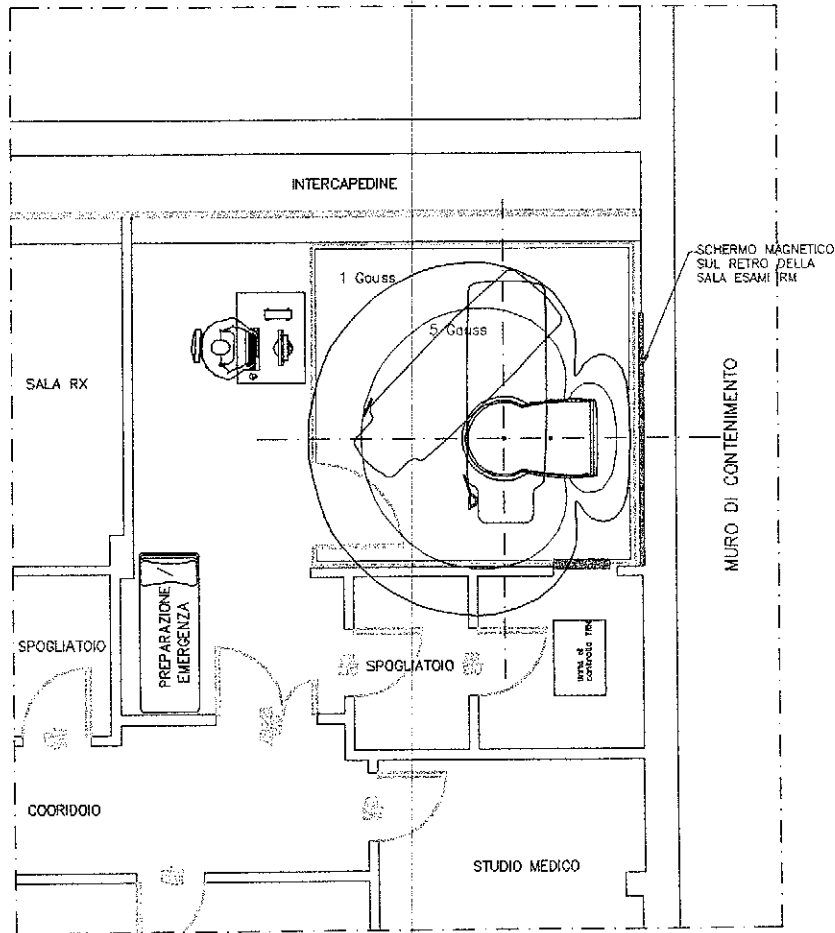 INTERCAPEDINE
SCHERMO MAGNETICO
SUL RETRO DELLA
SALA ESAMI RM
1 Gauss
5 Gauss
SALA RX
MURO DI CONTENIMENTO
PREPARAZIONE
EMERGENZA
SPOGLIATOIO
SPOGLIATOIO
controllo
COORIDOIO
STUDIO MEDICO